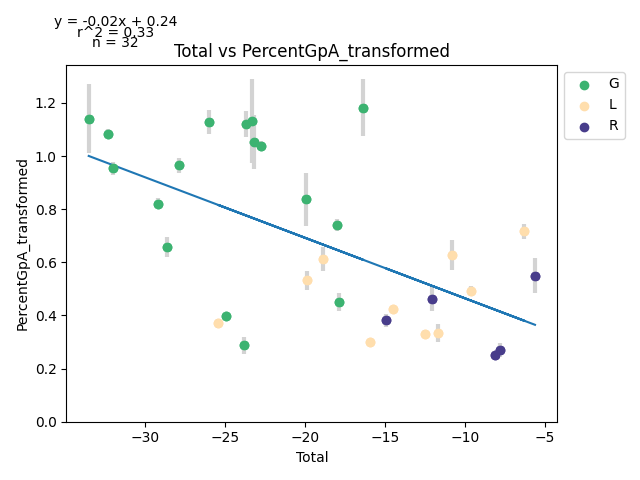 y = -0.02x + 0.24
r^2 = 0.33
n = 32
Total vs PercentGpA_transformed
G
L
R
PercentGpA_transformed
1.2
1.0
0.8
0.6
0.4
0.2
0.0
−30
−25
−20
−15
−10
−5
Total